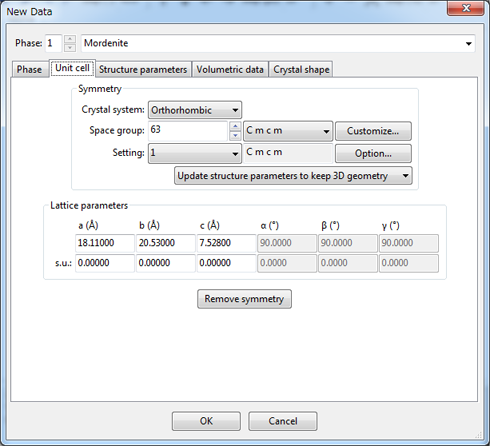 New Data
Phase: 1 Mordenite
Phase Unit cell Structure parameters Volumetric data Crystal shape
Symmetry
Crystal system: Orthorhombic
Space group: 63 C m c m Customize...
Setting: 1 C m c m Option...
Update structure parameters to keep 3D geometry
Lattice parameters
a (Å) b (Å) c (Å) α (°) β (°) γ (°)
18.11000 20.53000 7.52800 90.0000 90.0000 90.0000
s.u.: 0.00000 0.00000 0.00000 0.0000 0.0000 0.0000
Remove symmetry
OK Cancel